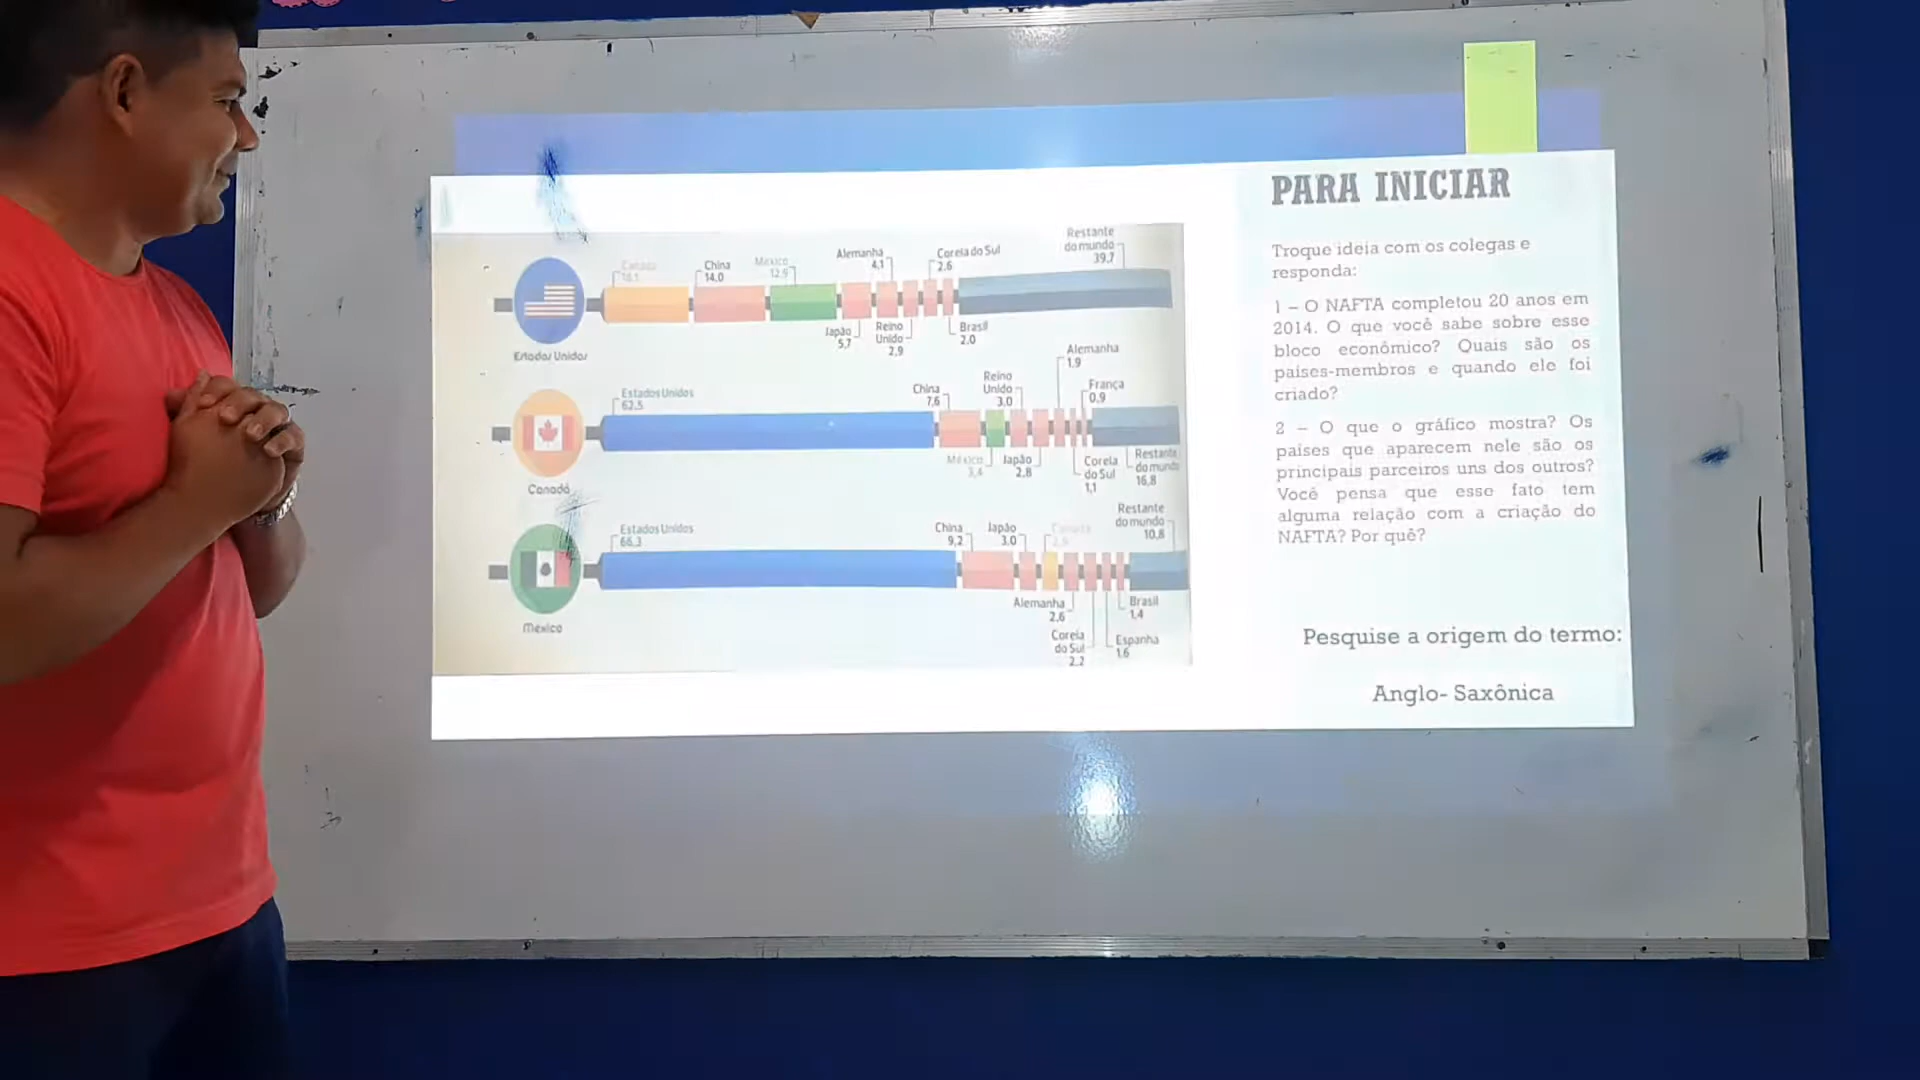 PARA INICIAR
Troque ideia com os colegas e
responda:
1 – O NAFTA completou 20 anos em
2014. O que você sabe sobre esse
bloco econômico? Quais são os
países-membros e quando ele foi
criado?
2 – O que o gráfico mostra? Os
países que aparecem nele são os
principais parceiros uns dos outros?
Você pensa que esse fato tem
alguma relação com a criação do
NAFTA? Por quê?
Pesquise a origem do termo:
Anglo- Saxônica
Estados Unidos
Canadá
China
14,0
México
12,9
Japão
5,7
Alemanha
4,1
Reino
Unido
2,9
Coreia do Sul
2,6
Brasil
2,0
Restante
do mundo
39,7
Canadá
Estados Unidos
62,5
China
7,6
México
3,4
Reino
Unido
3,0
Japão
2,8
Alemanha
1,9
Coreia
do Sul
1,1
França
0,9
Restante
do mundo
16,8
México
Estados Unidos
66,3
China
9,2
Japão
3,0
Canadá
Alemanha
2,6
Coreia
do Sul
2,2
Espanha
1,6
Brasil
1,4
Restante
do mundo
10,8